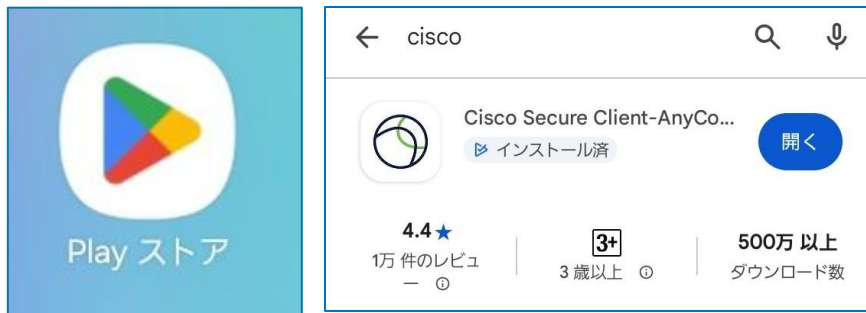 Play ストア
cisco
Cisco Secure Client-AnyCo...
インストール済
開く
4.4★
1万 件のレビュ
ー
3+
3 歳以上
500万 以上
ダウンロード数